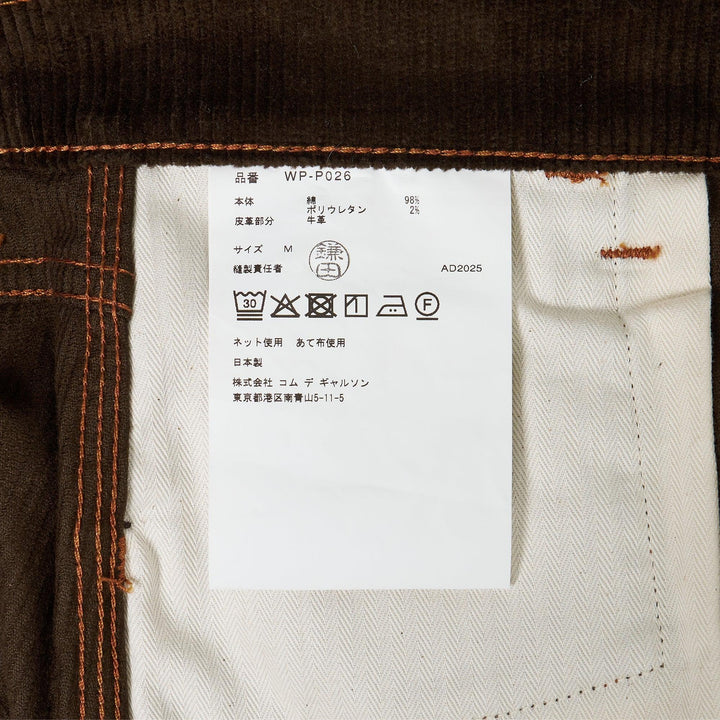 品番 WP-P026
本体 綿 98%
ポリウレタン 2%
皮革部分 牛革
サイズ M
縫製責任者 鎌田 AD2025
30 F
ネット使用 あて布使用
日本製
株式会社 コム デ ギャルソン
東京都港区南青山5-11-5